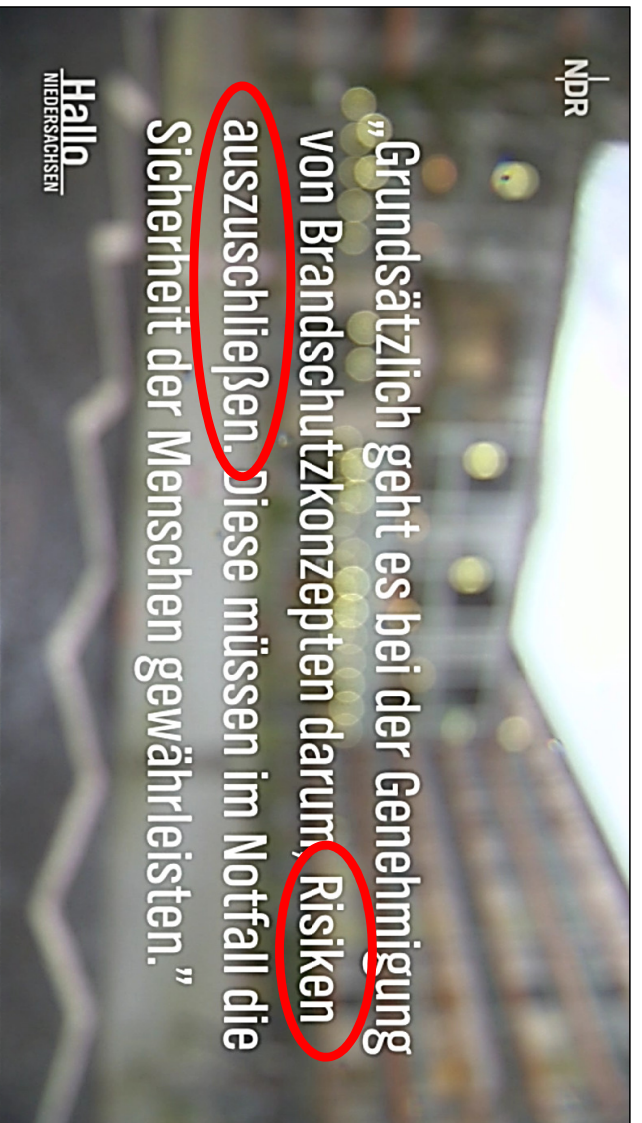 NDR
„Grundsätzlich geht es bei der Genehmigung
von Brandschutzkonzepten darum, Risiken
auszuschließen. Diese müssen im Notfall die
Sicherheit der Menschen gewährleisten.”
Hallo
NIEDERSACHSEN